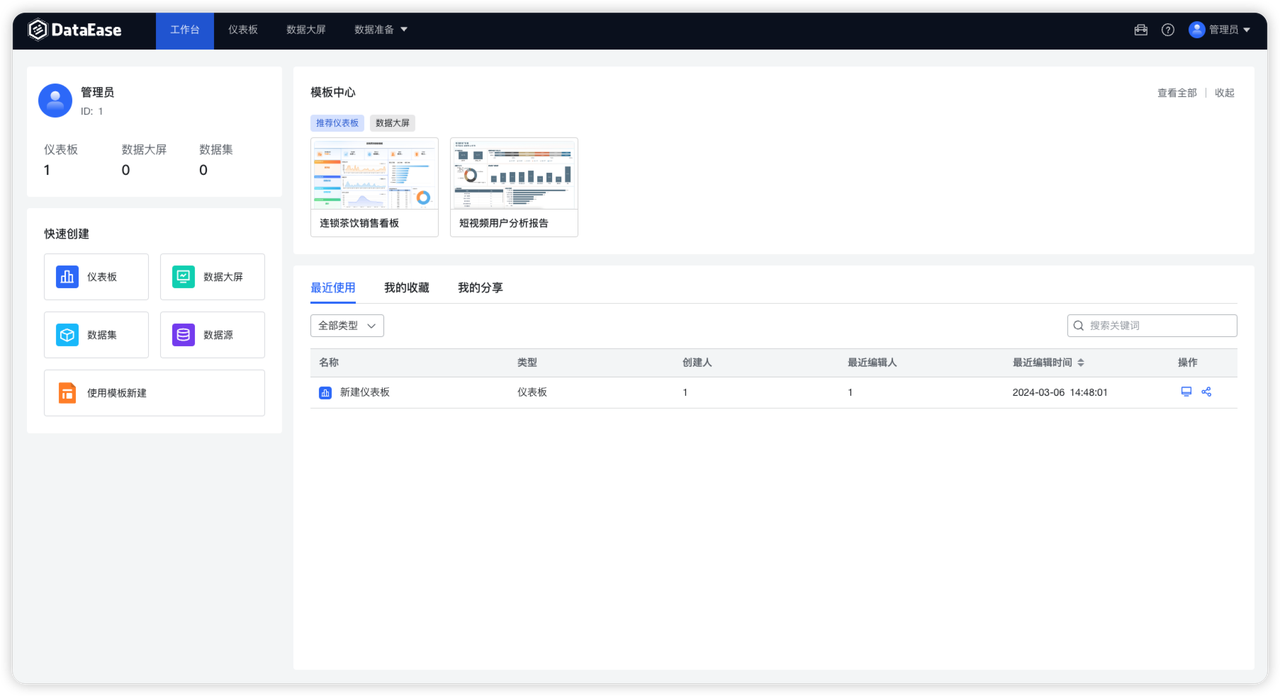 DataEase 工作台 仪表板 数据大屏 数据准备 管理员
管理员
ID: 1
仪表板 数据大屏 数据集
1 0 0
快速创建
仪表板 数据大屏
数据集 数据源
使用模板新建
模板中心 查看全部 | 收起
推荐仪表板 数据大屏
连锁茶饮销售看板 短视频用户分析报告
最近使用 我的收藏 我的分享
全部类型 搜索关键词
名称 类型 创建人 最近编辑人 最近编辑时间 操作
新建仪表板 仪表板 1 1 2024-03-06 14:48:01